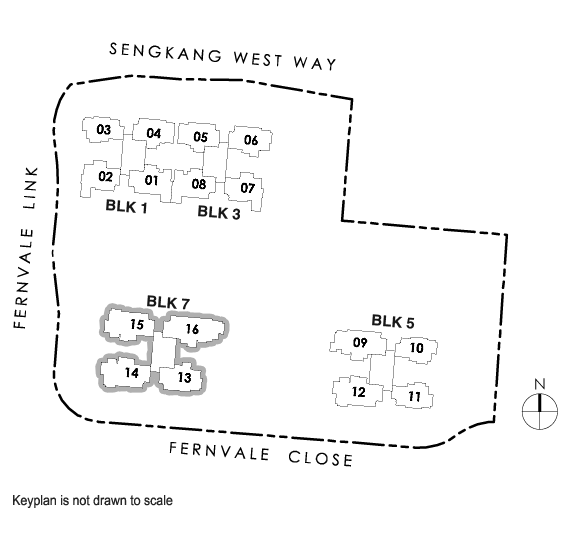 SENGKANG WEST WAY
03 04 05 06
02 01 08 07
BLK 1 BLK 3
FERNVALE LINK
BLK 7
15 16
14 13
BLK 5
09 10
12 11
N
FERNVALE CLOSE
Keyplan is not drawn to scale